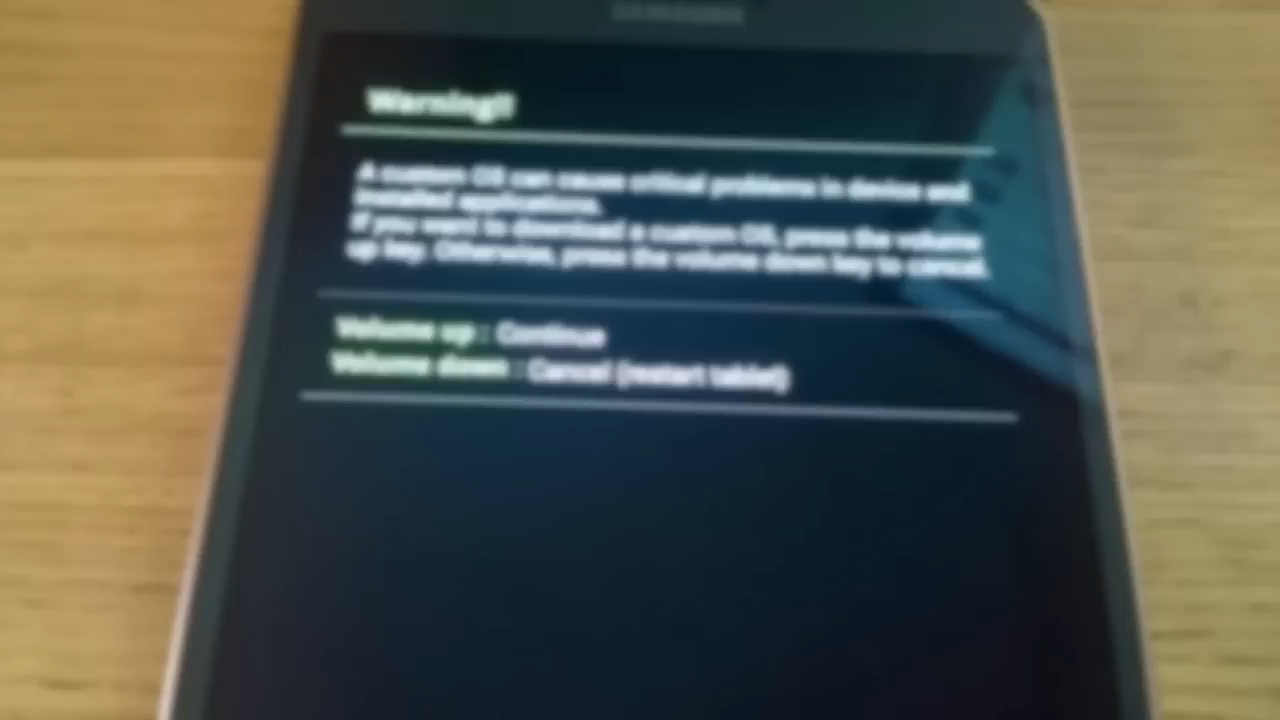 SAMSUNG
Warning!!
A custom OS can cause critical problems in device and
installed applications.
If you want to download a custom OS, press the volume
up key. Otherwise, press the volume down key to cancel.
Volume up : Continue
Volume down : Cancel (restart tablet)